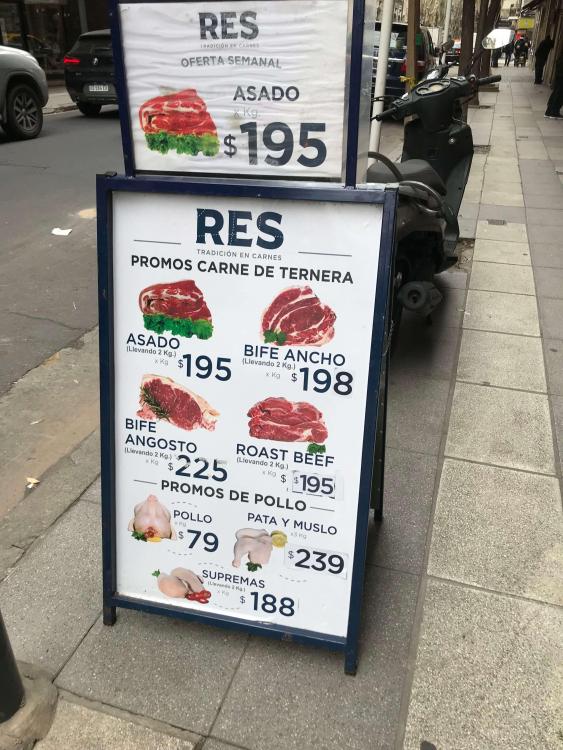 RES
TRADICIÓN EN CARNES
OFERTA SEMANAL
ASADO
x Kg.
$195
RES
TRADICIÓN EN CARNES
PROMOS CARNE DE TERNERA
ASADO
(Llevando 2 Kg.)
x Kg $195
BIFE ANCHO
(Llevando 2 Kg.)
x Kg $198
BIFE
ANGOSTO
(Llevando 2 Kg.)
x Kg $225
ROAST BEEF
(Llevando 2 Kg.)
x Kg $195
PROMOS DE POLLO
POLLO
x Kg
$79
PATA Y MUSLO
x3 Kg
$239
SUPREMAS
(Llevando 2 Kg.)
x Kg $188